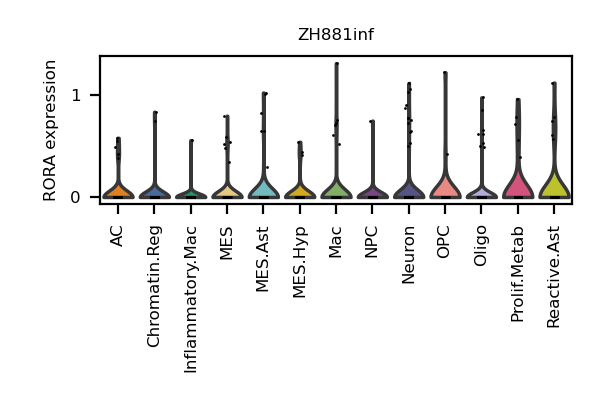 ZH881inf
RORA expression
1
0
AC
Chromatin.Reg
Inflammatory.Mac
MES
MES.Ast
MES.Hyp
Mac
NPC
Neuron
OPC
Oligo
Prolif.Metab
Reactive.Ast